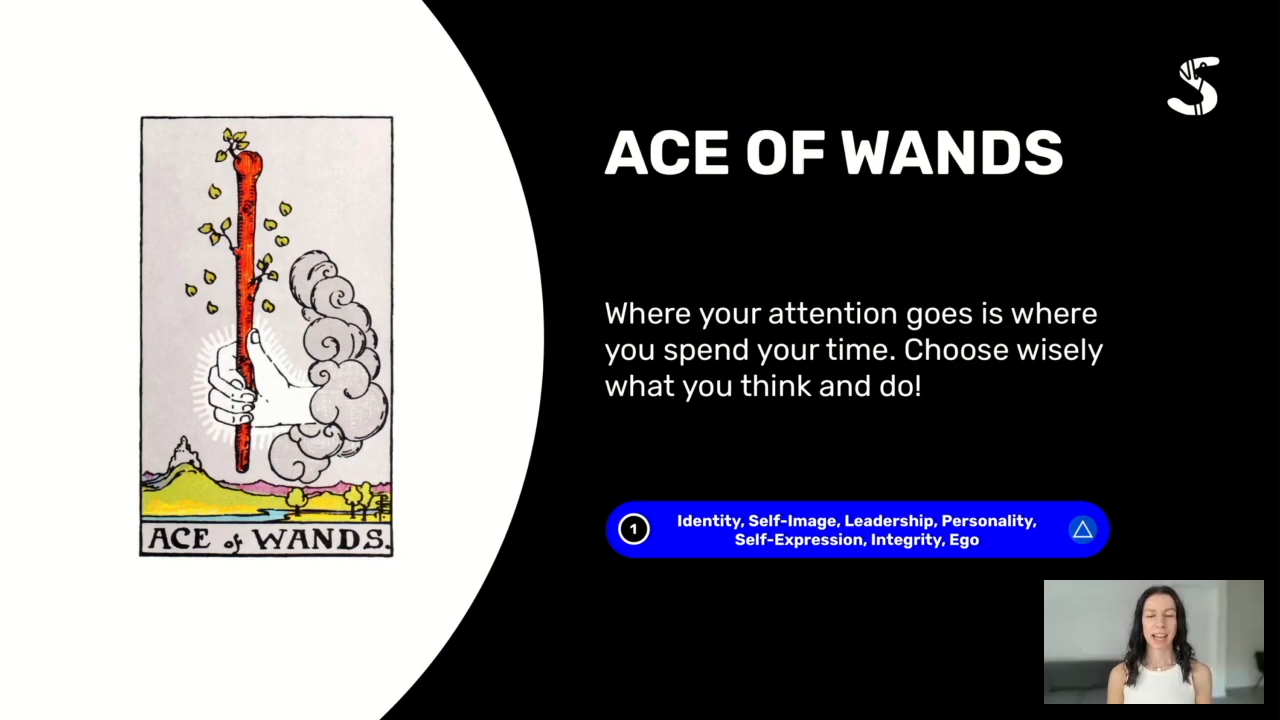 ACE OF WANDS
Where your attention goes is where
you spend your time. Choose wisely
what you think and do!
1
Identity, Self-Image, Leadership, Personality,
Self-Expression, Integrity, Ego
ACE of WANDS.
S